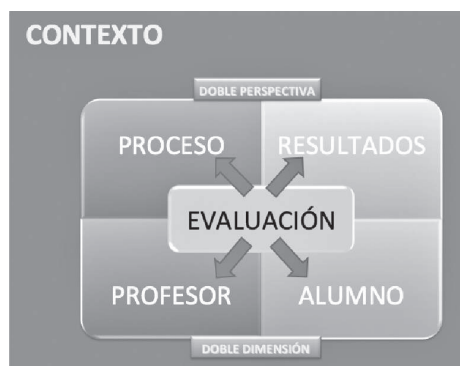 CONTEXTO
DOBLE PERSPECTIVA
PROCESO
RESULTADOS
EVALUACIÓN
PROFESOR
ALUMNO
DOBLE DIMENSIÓN